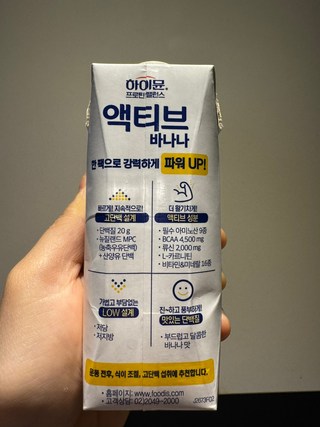 하이뮨
프로틴 밸런스
액티브
바나나
한 팩으로 강력하게 파워 UP!
빠르게! 지속적으로!
고단백 설계
• 단백질 20 g
• 뉴질랜드 MPC
(농축우유단백)
+ 산양유 단백
더 활기차게!
액티브 성분
• 필수 아미노산 9종
• BCAA 4,500 mg
• 류신 2,000 mg
• L-카르니틴
• 비타민&미네랄 16종
가볍고 부담없는
LOW 설계
• 저당
• 저지방
진~하고 풍부하게!
맛있는 단백질
• 부드럽고 달콤한
바나나 맛
운동 전후, 식이 조절, 고단백 섭취에 추천합니다.
• 홈페이지: www.foodis.com
• 고객상담: 02)2049-2000